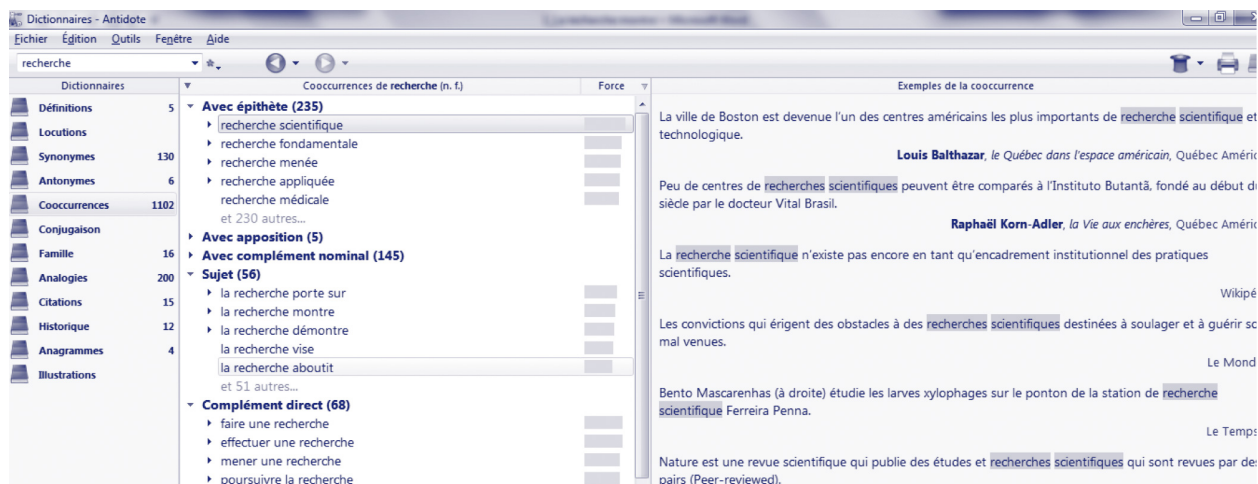 Dictionnaires - Antidote
Fichier Édition Outils Fenêtre Aide
recherche
Dictionnaires
Définitions 5
Locutions
Synonymes 130
Antonymes 6
Cooccurrences 1102
Conjugaison
Famille 16
Analogies 200
Citations 15
Historique 12
Anagrammes 4
Illustrations
Cooccurrences de recherche (n. f.) Force
Avec épithète (235)
recherche scientifique
recherche fondamentale
recherche menée
recherche appliquée
recherche médicale
et 230 autres...
Avec apposition (5)
Avec complément nominal (145)
Sujet (56)
la recherche porte sur
la recherche montre
la recherche démontre
la recherche vise
la recherche aboutit
et 51 autres...
Complément direct (68)
faire une recherche
effectuer une recherche
mener une recherche
poursuivre la recherche
Exemples de la cooccurrence
La ville de Boston est devenue l'un des centres américains les plus importants de recherche scientifique et
technologique.
Louis Balthazar, le Québec dans l'espace américain, Québec Améric
Peu de centres de recherches scientifiques peuvent être comparés à l'Instituto Butantã, fondé au début du
siècle par le docteur Vital Brasil.
Raphaël Korn-Adler, la Vie aux enchères, Québec Améric
La recherche scientifique n'existe pas encore en tant qu'encadrement institutionnel des pratiques
scientifiques.
Wikipé
Les convictions qui érigent des obstacles à des recherches scientifiques destinées à soulager et à guérir so
mal venues.
Le Mond
Bento Mascarenhas (à droite) étudie les larves xylophages sur le ponton de la station de recherche
scientifique Ferreira Penna.
Le Temps
Nature est une revue scientifique qui publie des études et recherches scientifiques qui sont revues par des
pairs (Peer-reviewed).